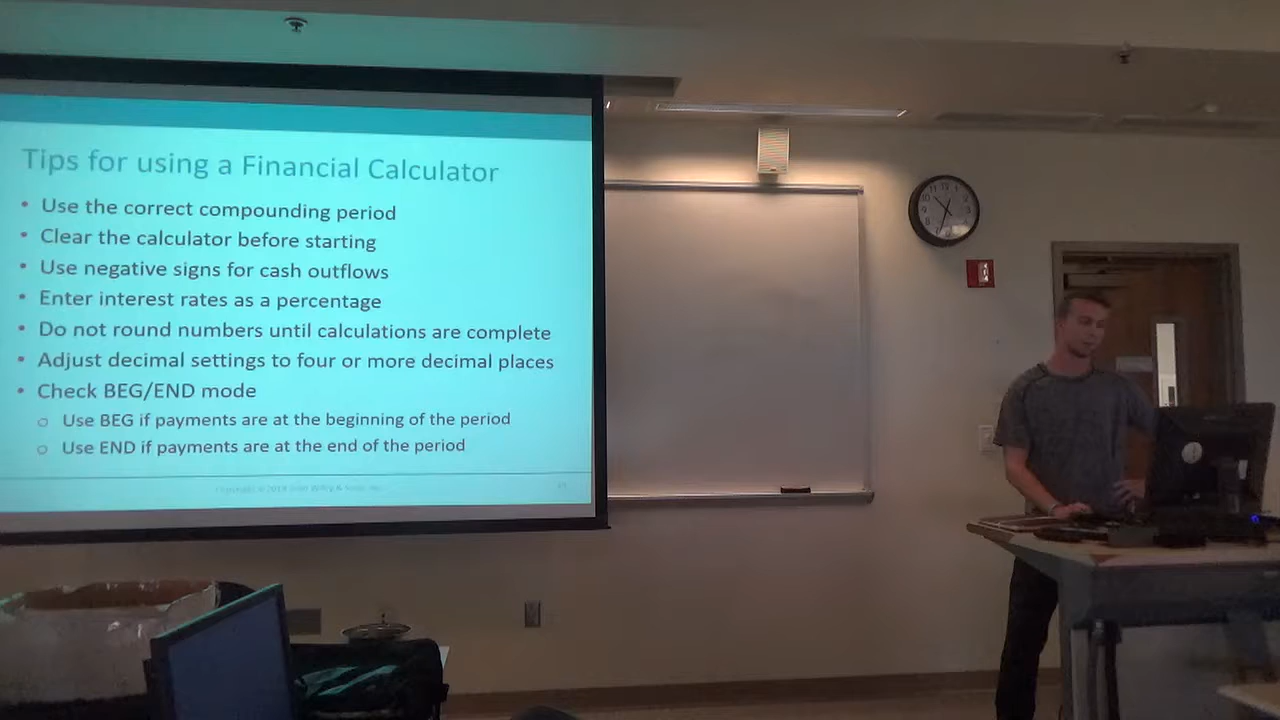 Tips for using a Financial Calculator
• Use the correct compounding period
• Clear the calculator before starting
• Use negative signs for cash outflows
• Enter interest rates as a percentage
• Do not round numbers until calculations are complete
• Adjust decimal settings to four or more decimal places
• Check BEG/END mode
o Use BEG if payments are at the beginning of the period
o Use END if payments are at the end of the period